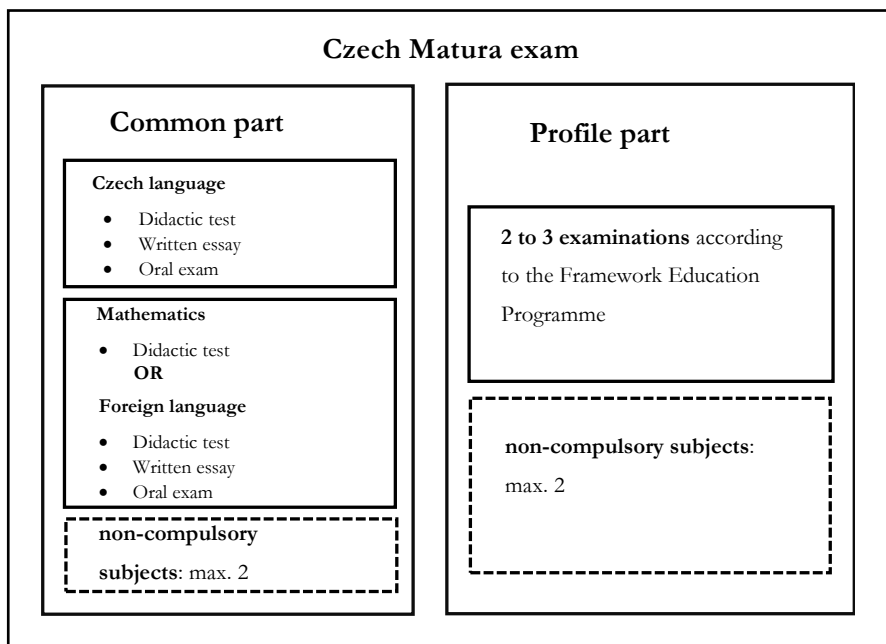 Czech Matura exam
Common part
Czech language
• Didactic test
• Written essay
• Oral exam
Mathematics
• Didactic test
OR
Foreign language
• Didactic test
• Written essay
• Oral exam
non-compulsory
subjects: max. 2
Profile part
2 to 3 examinations according
to the Framework Education
Programme
non-compulsory subjects:
max. 2